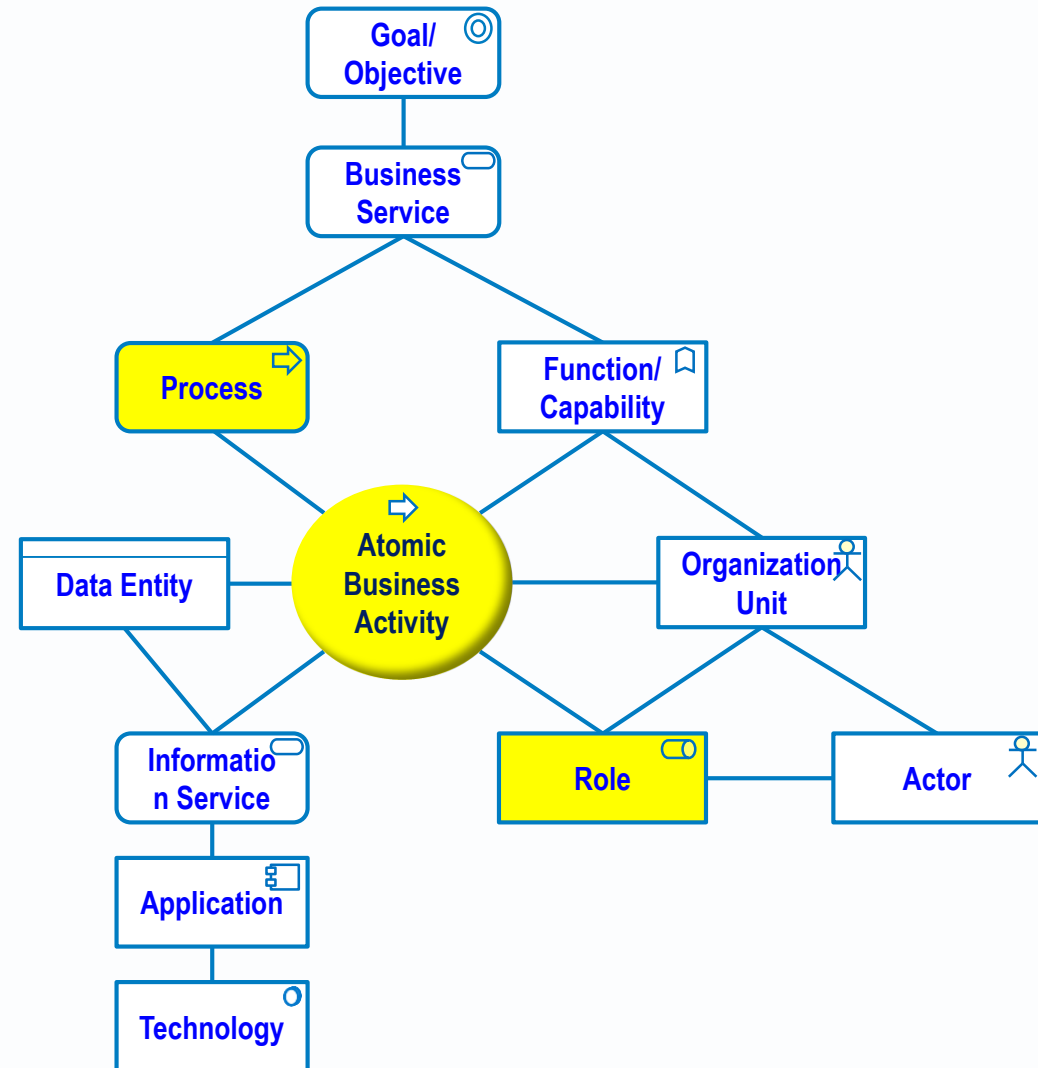 Goal/
Objective
Business
Service
Process
Function/
Capability
Atomic
Business
Activity
Data Entity
Organization
Unit
Informatio
n Service
Role
Actor
Application
Technology